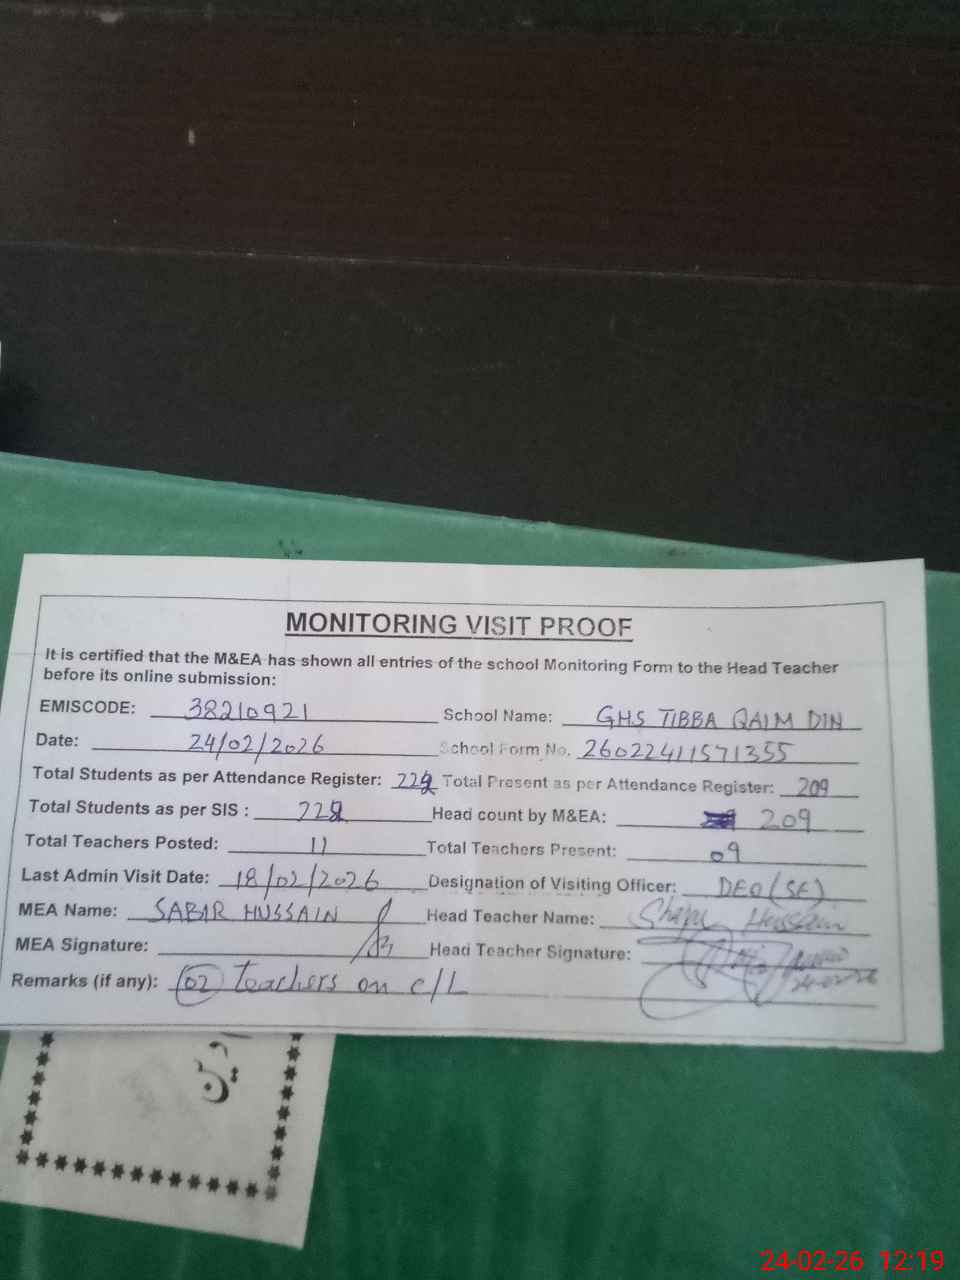 MONITORING VISIT PROOF
It is certified that the M&EA has shown all entries of the school Monitoring Form to the Head Teacher
before its online submission:
EMISCODE: 38210921 School Name: GHS TIBBA QAIM DIN
Date: 24/02/2026 School Form No. 26022411571355
Total Students as per Attendance Register: Total Present as per Attendance Register: 209
Total Students as per SIS : Head count by M&EA: 209
Total Teachers Posted: 11 Total Teachers Present: 09
Last Admin Visit Date: 18/02/2026 Designation of Visiting Officer: DEO(SE)
MEA Name: SABIR HUSSAIN Head Teacher Name: Hussain
MEA Signature: Head Teacher Signature:
24-02-26
Remarks (if any): 02 teachers on c/L
24-02-26 12:19